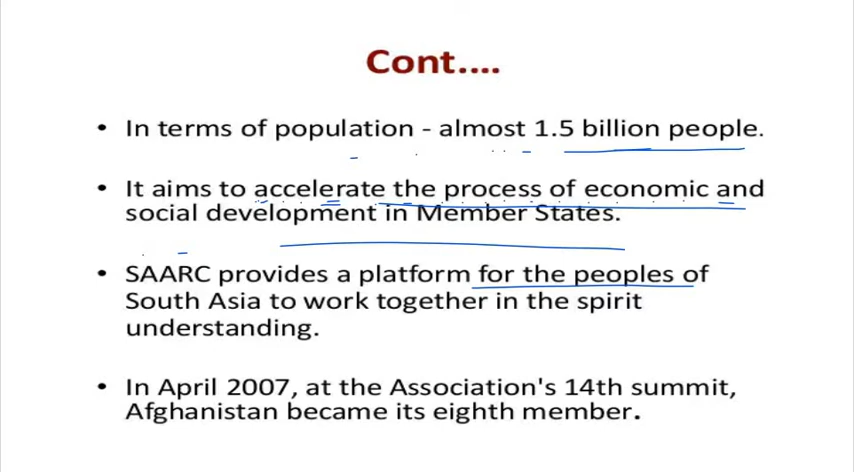 Cont....
• In terms of population - almost 1.5 billion people.
• It aims to accelerate the process of economic and
social development in Member States.
• SAARC provides a platform for the peoples of
South Asia to work together in the spirit
understanding.
• In April 2007, at the Association's 14th summit,
Afghanistan became its eighth member.